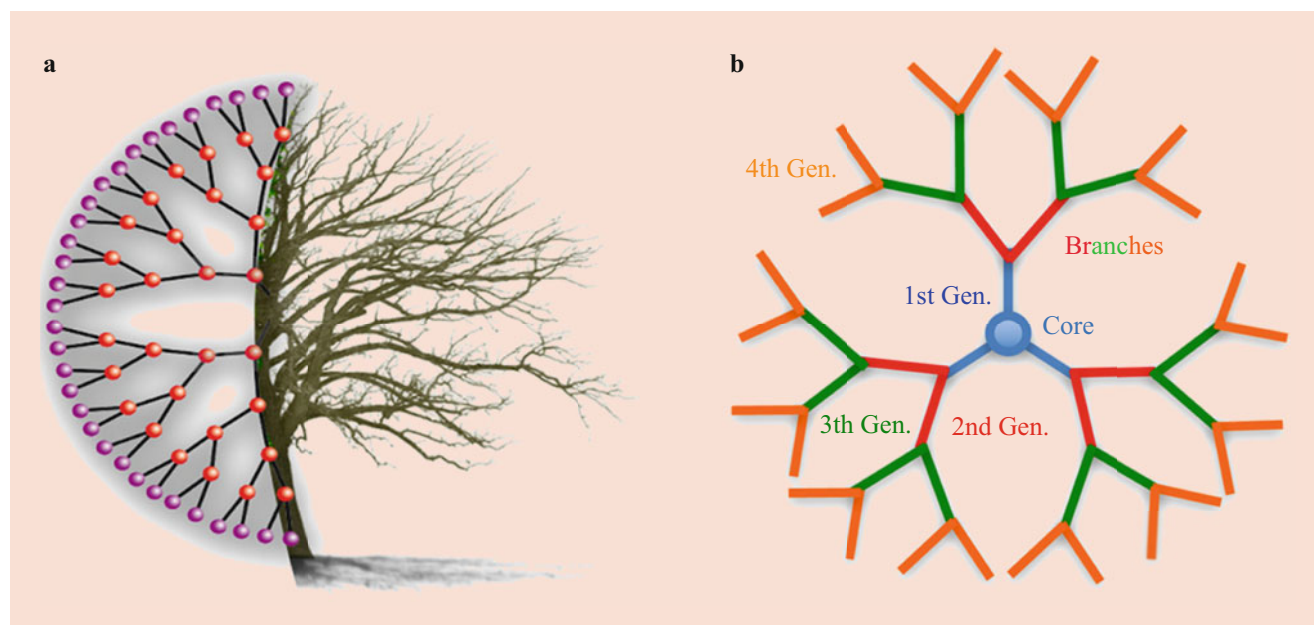 a
b
4th Gen.
Branches
1st Gen.
Core
3th Gen.
2nd Gen.